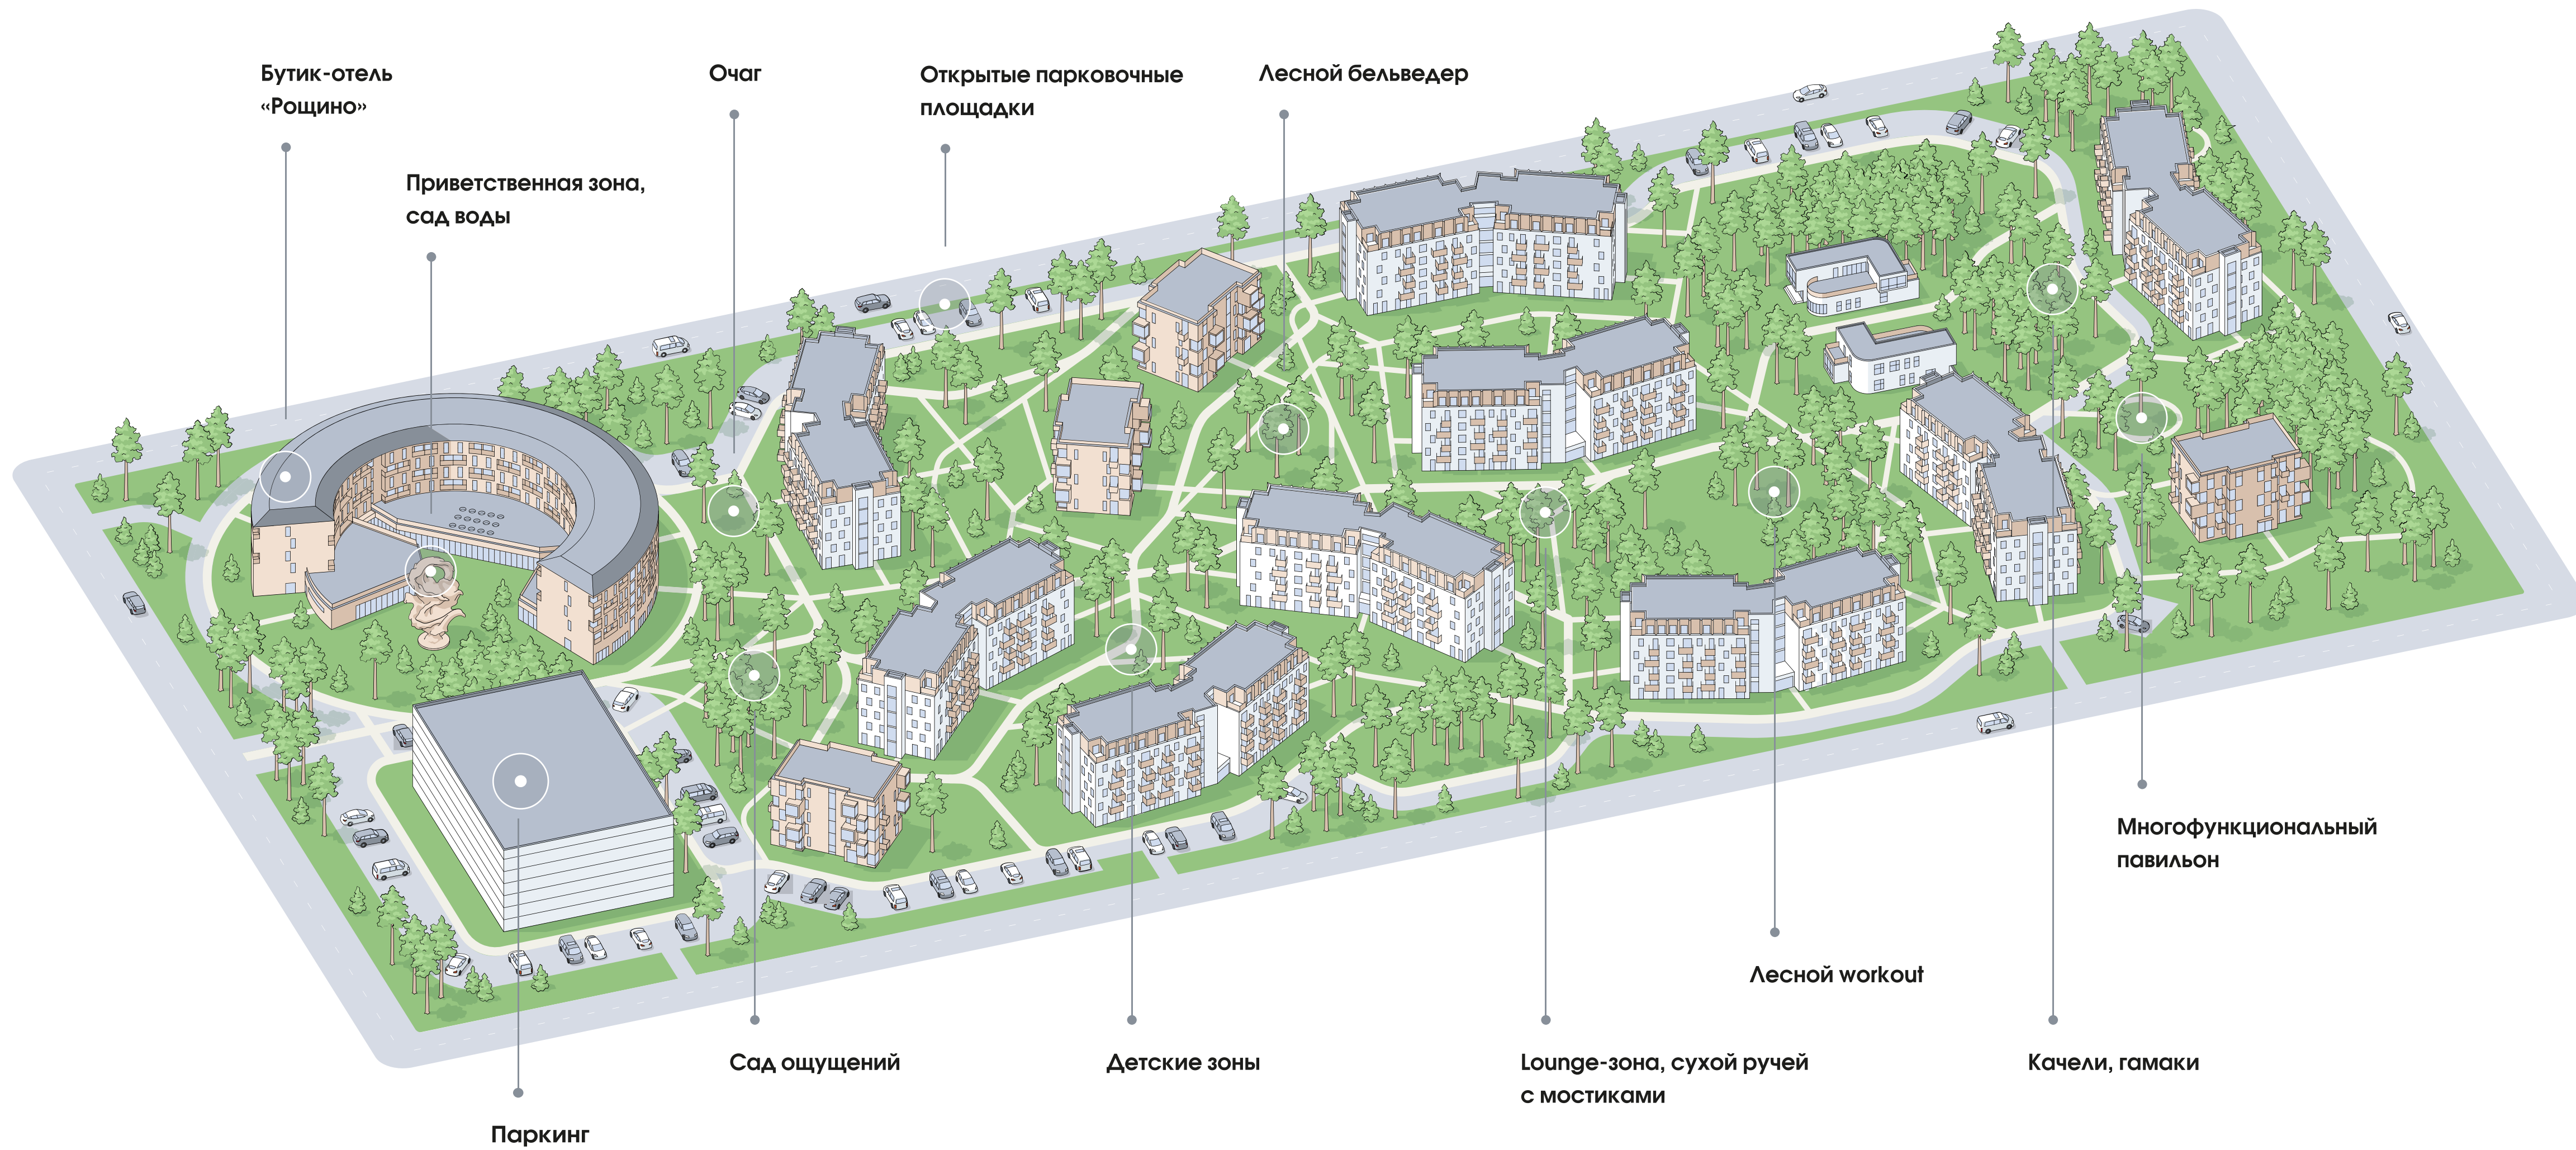 Бутик-отель
«Рощино»
Приветственная зона,
сад воды
Очаг
Открытые парковочные
площадки
Лесной бельведер
Многофункциональный
павильон
Лесной workout
Сад ощущений
Детские зоны
Lounge-зона, сухой ручей
с мостиками
Качели, гамаки
Паркинг